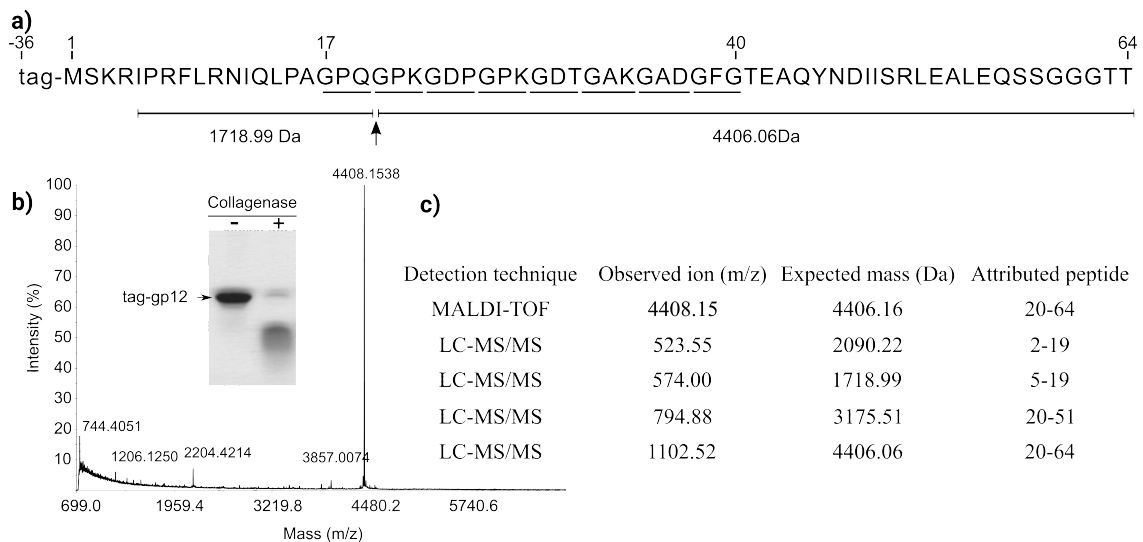 a)
-36 1 17 40 64
tag-MSKRIPRFLRNIQLPAGPQGPKGDPGPKGDTGAKGADGFGTEAQYNDIISRLEALEQSSGGGTT
1718.99 Da 4406.06Da
b)
4408.1538
100
90
80
70
60
50
40
30
20
10
Intensity (%)
Collagenase
- +
tag-gp12
744.4051
1206.1250
2204.4214
3857.0074
699.0 1959.4 3219.8 4480.2 5740.6
Mass (m/z)
c)
Detection technique Observed ion (m/z) Expected mass (Da) Attributed peptide
MALDI-TOF 4408.15 4406.16 20-64
LC-MS/MS 523.55 2090.22 2-19
LC-MS/MS 574.00 1718.99 5-19
LC-MS/MS 794.88 3175.51 20-51
LC-MS/MS 1102.52 4406.06 20-64